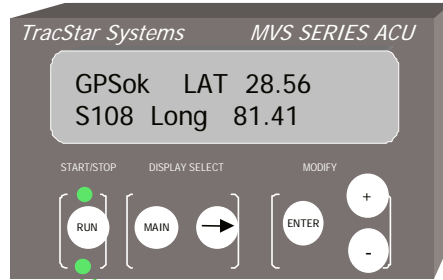 TracStar Systems MVS SERIES ACU
GPSok LAT 28.56
S108 Long 81.41
START/STOP DISPLAY SELECT MODIFY
RUN MAIN ENTER +
-